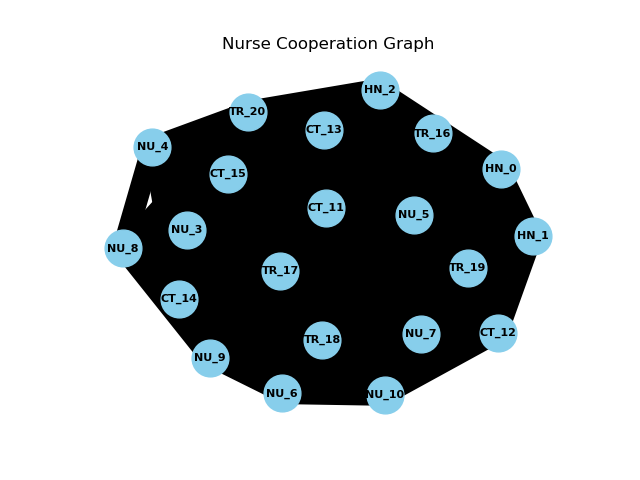 Nurse Cooperation Graph
HN_2
TR_20
CT_13
TR_16
NU_4
HN_0
CT_15
CT_11
NU_5
NU_3
HN_1
NU_8
TR_17
TR_19
CT_14
CT_12
NU_7
TR_18
NU_9
NU_6
NU_10